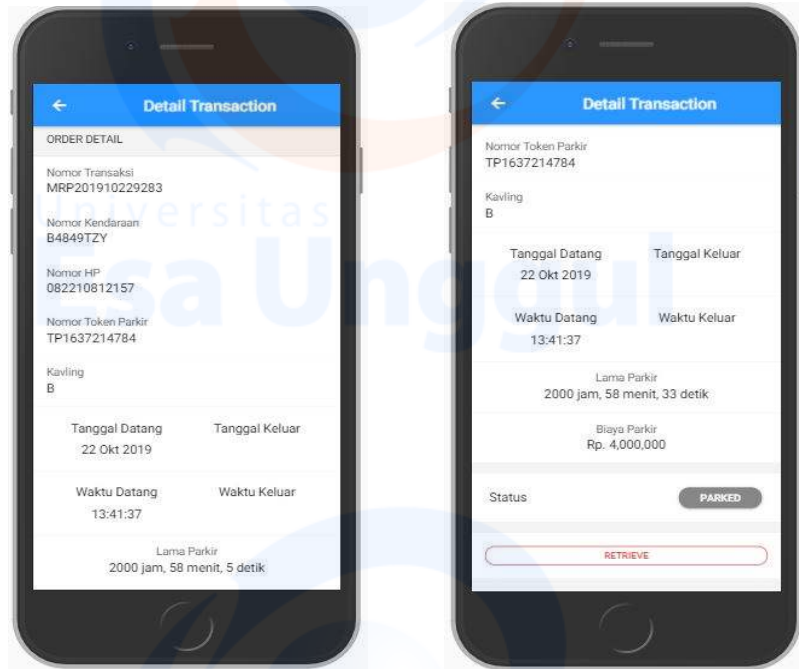 Detail Transaction
ORDER DETAIL
Nomor Transaksi
MRP201910229283
Nomor Kendaraan
B4849TZY
Nomor HP
082210812157
Nomor Token Parkir
TP1637214784
Kavling
B
Tanggal Datang Tanggal Keluar
22 Okt 2019
Waktu Datang Waktu Keluar
13:41:37
Lama Parkir
2000 jam, 58 menit, 5 detik
Detail Transaction
Nomor Token Parkir
TP1637214784
Kavling
B
Tanggal Datang Tanggal Keluar
22 Okt 2019
Waktu Datang Waktu Keluar
13:41:37
Lama Parkir
2000 jam, 58 menit, 33 detik
Biaya Parkir
Rp. 4,000,000
Status PARKED
RETRIEVE
Universitas
Esa Unggul